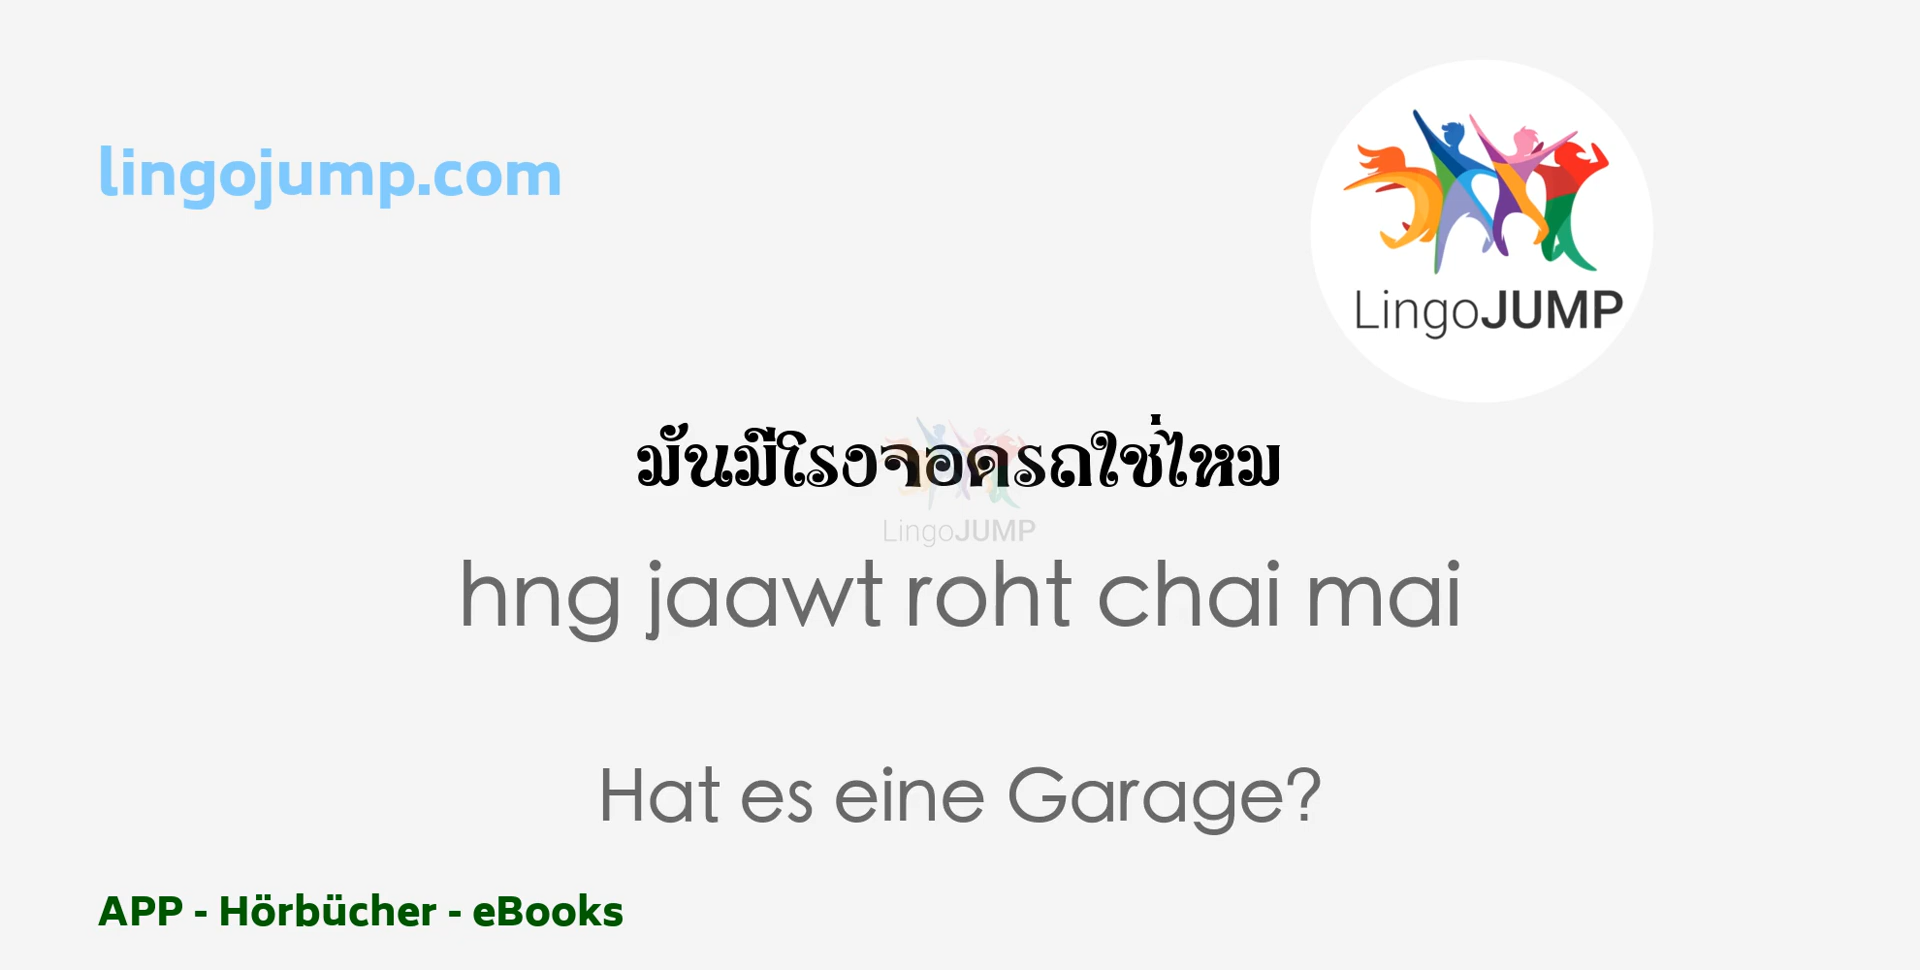 lingojump.com
LingoJUMP
มันมีโรงจอดรถใช่ไหม
LingoJUMP
hng jaawt roht chai mai
Hat es eine Garage?
APP - Hörbücher - eBooks